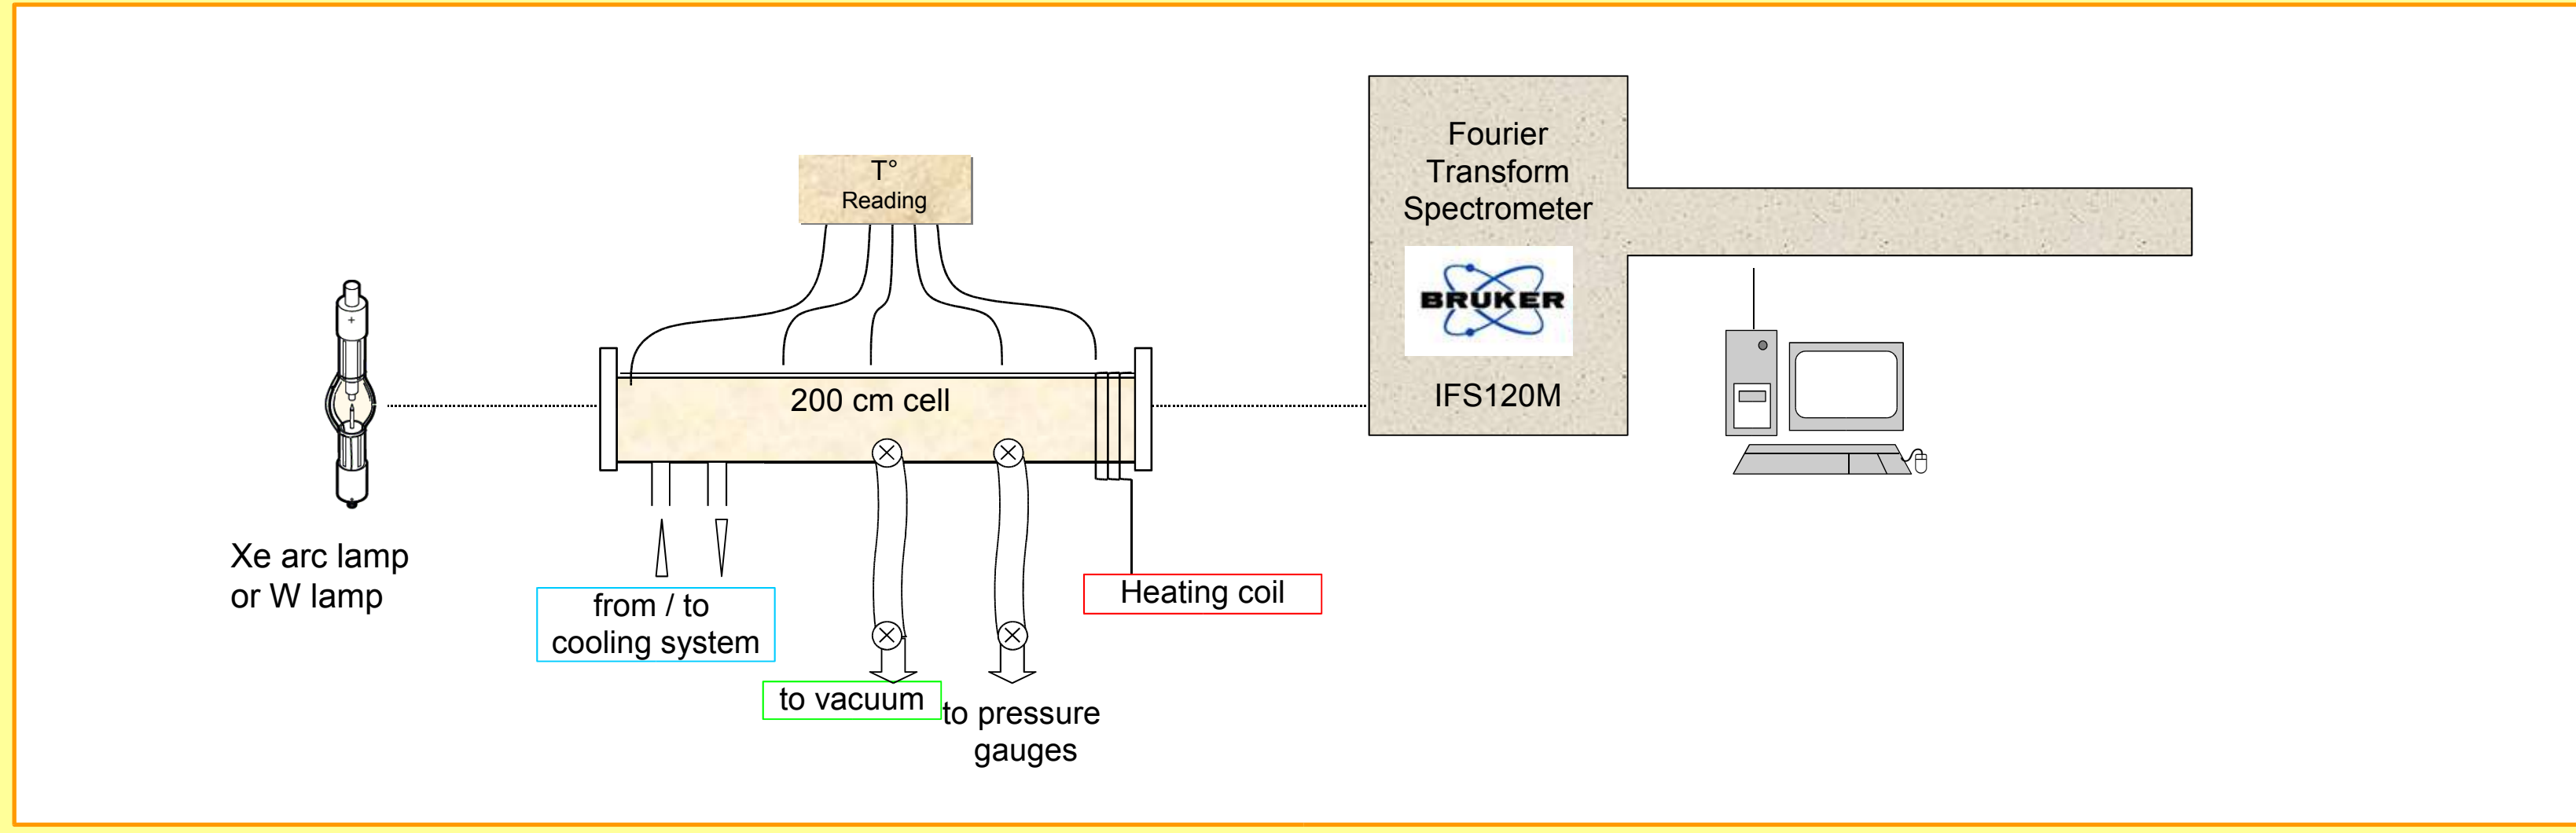 Xe arc lamp
or W lamp
+
T°
Reading
200 cm cell
from / to
cooling system
to vacuum
to pressure
gauges
Heating coil
Fourier
Transform
Spectrometer
BRUKER
IFS120M